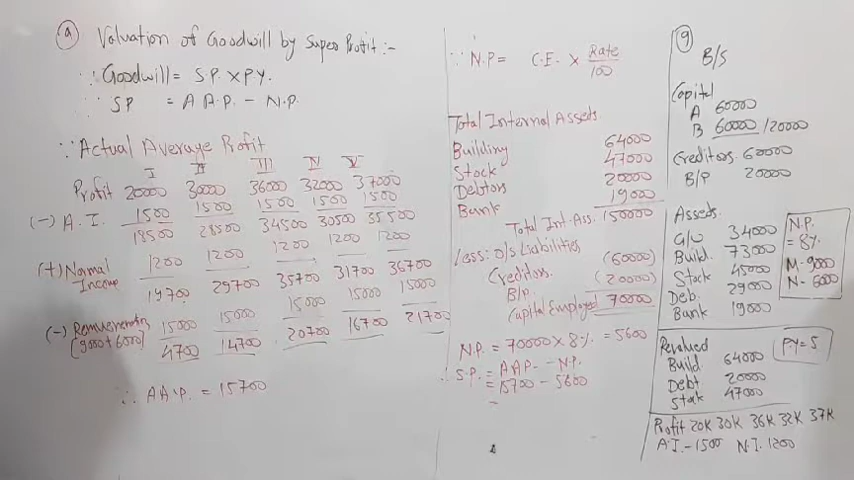 9 Valuation of Goodwill by Super Profit :-
∵ Goodwill = S.P. × P.Y.
∵ SP = A A.P. - N.P.
∵ Actual Average Profit
I II III IV V
Profit 20000 30000 36000 32000 37000
(-) A.I. 1500 1500 1500 1500 1500
18500 28500 34500 30500 35500
(+) Normal Income 1200 1200 1200 1200 1200
19700 29700 35700 31700 36700
(-) Remuneration 15000 15000 15000 15000 15000
[9000+6000] 4700 14700 20700 16700 21700
∴ A A.P. = 15700
∵ N.P = C.E. × Rate/100
Total Internal Assets.
Building 64000
Stock 47000
Debtors 20000
Bank 19000
Total Int. Ass. 150000
Less: O/s Liabilities
Creditors. (60000)
B/P. (20000)
Capital Employed 70000
N.P. = 70000 × 8% = 5600
S.P. = AAP. - N.P.
= 15700 - 5600
=
9 B/S
Capital
A 60000
B 60000 /120000
Creditors. 60000
B/P 20000
Assets.
G/W 34000
Build. 73000
Stock 45000
Deb. 29000
Bank 19000
N.P.
= 8%
M - 9000
N - 6000
Revalued
Build 64000
Debt 20000
Stock 47000
PY = 5
Profit 20K 30K 36K 32K 37K
A.I. - 1500 N.I. 1200